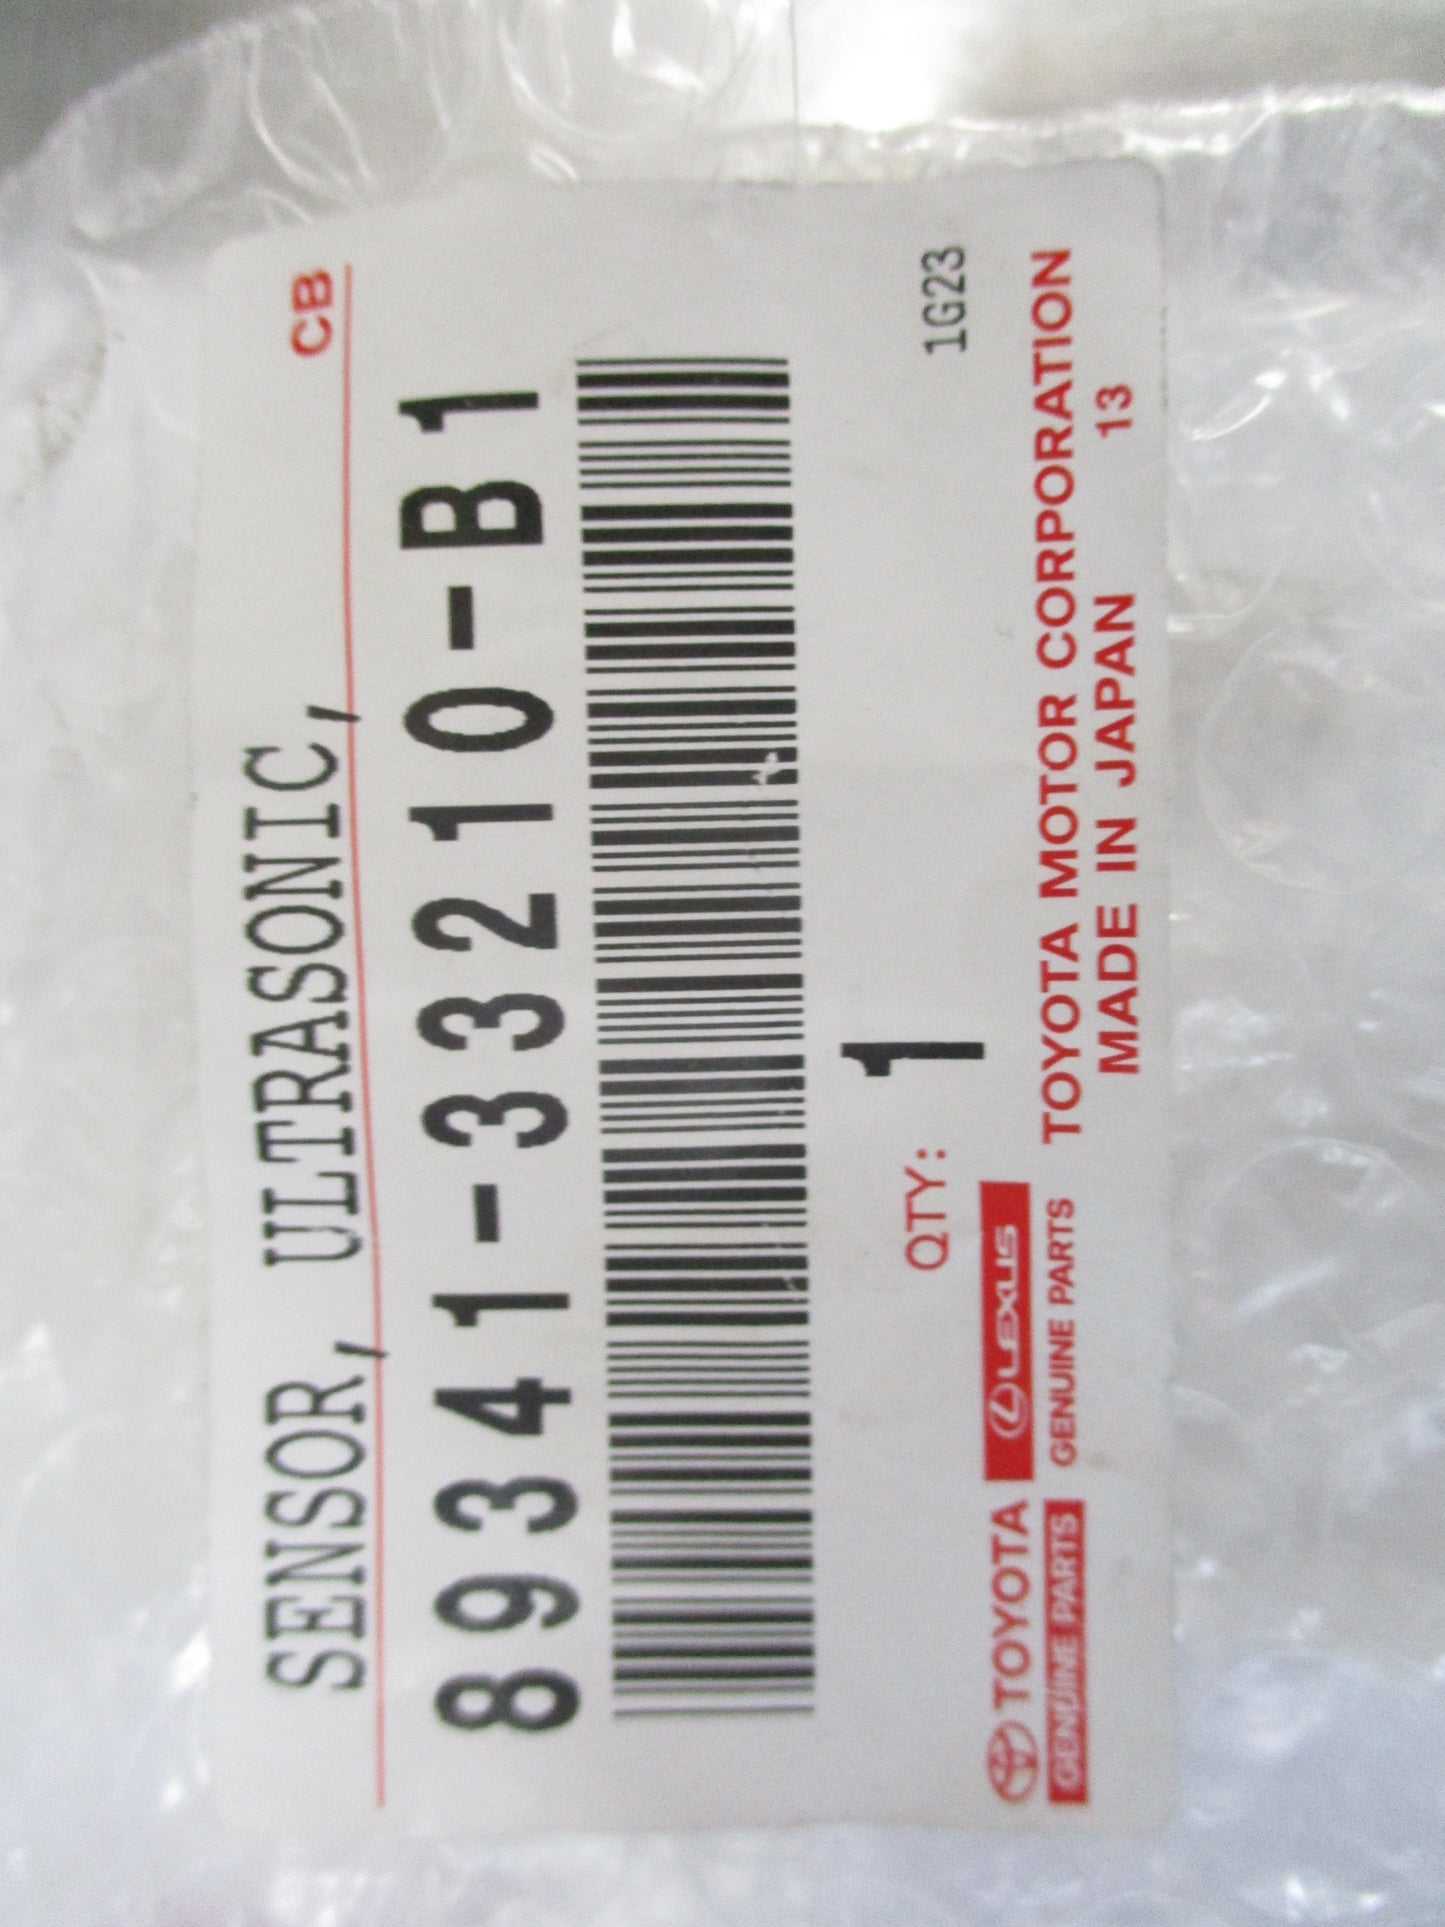 CB
SENSOR, ULTRASONIC,
89341-33210-B1
QTY: 1
1G23
TOYOTA
GENUINE PARTS
LEXUS
GENUINE PARTS
TOYOTA MOTOR CORPORATION
MADE IN JAPAN 13